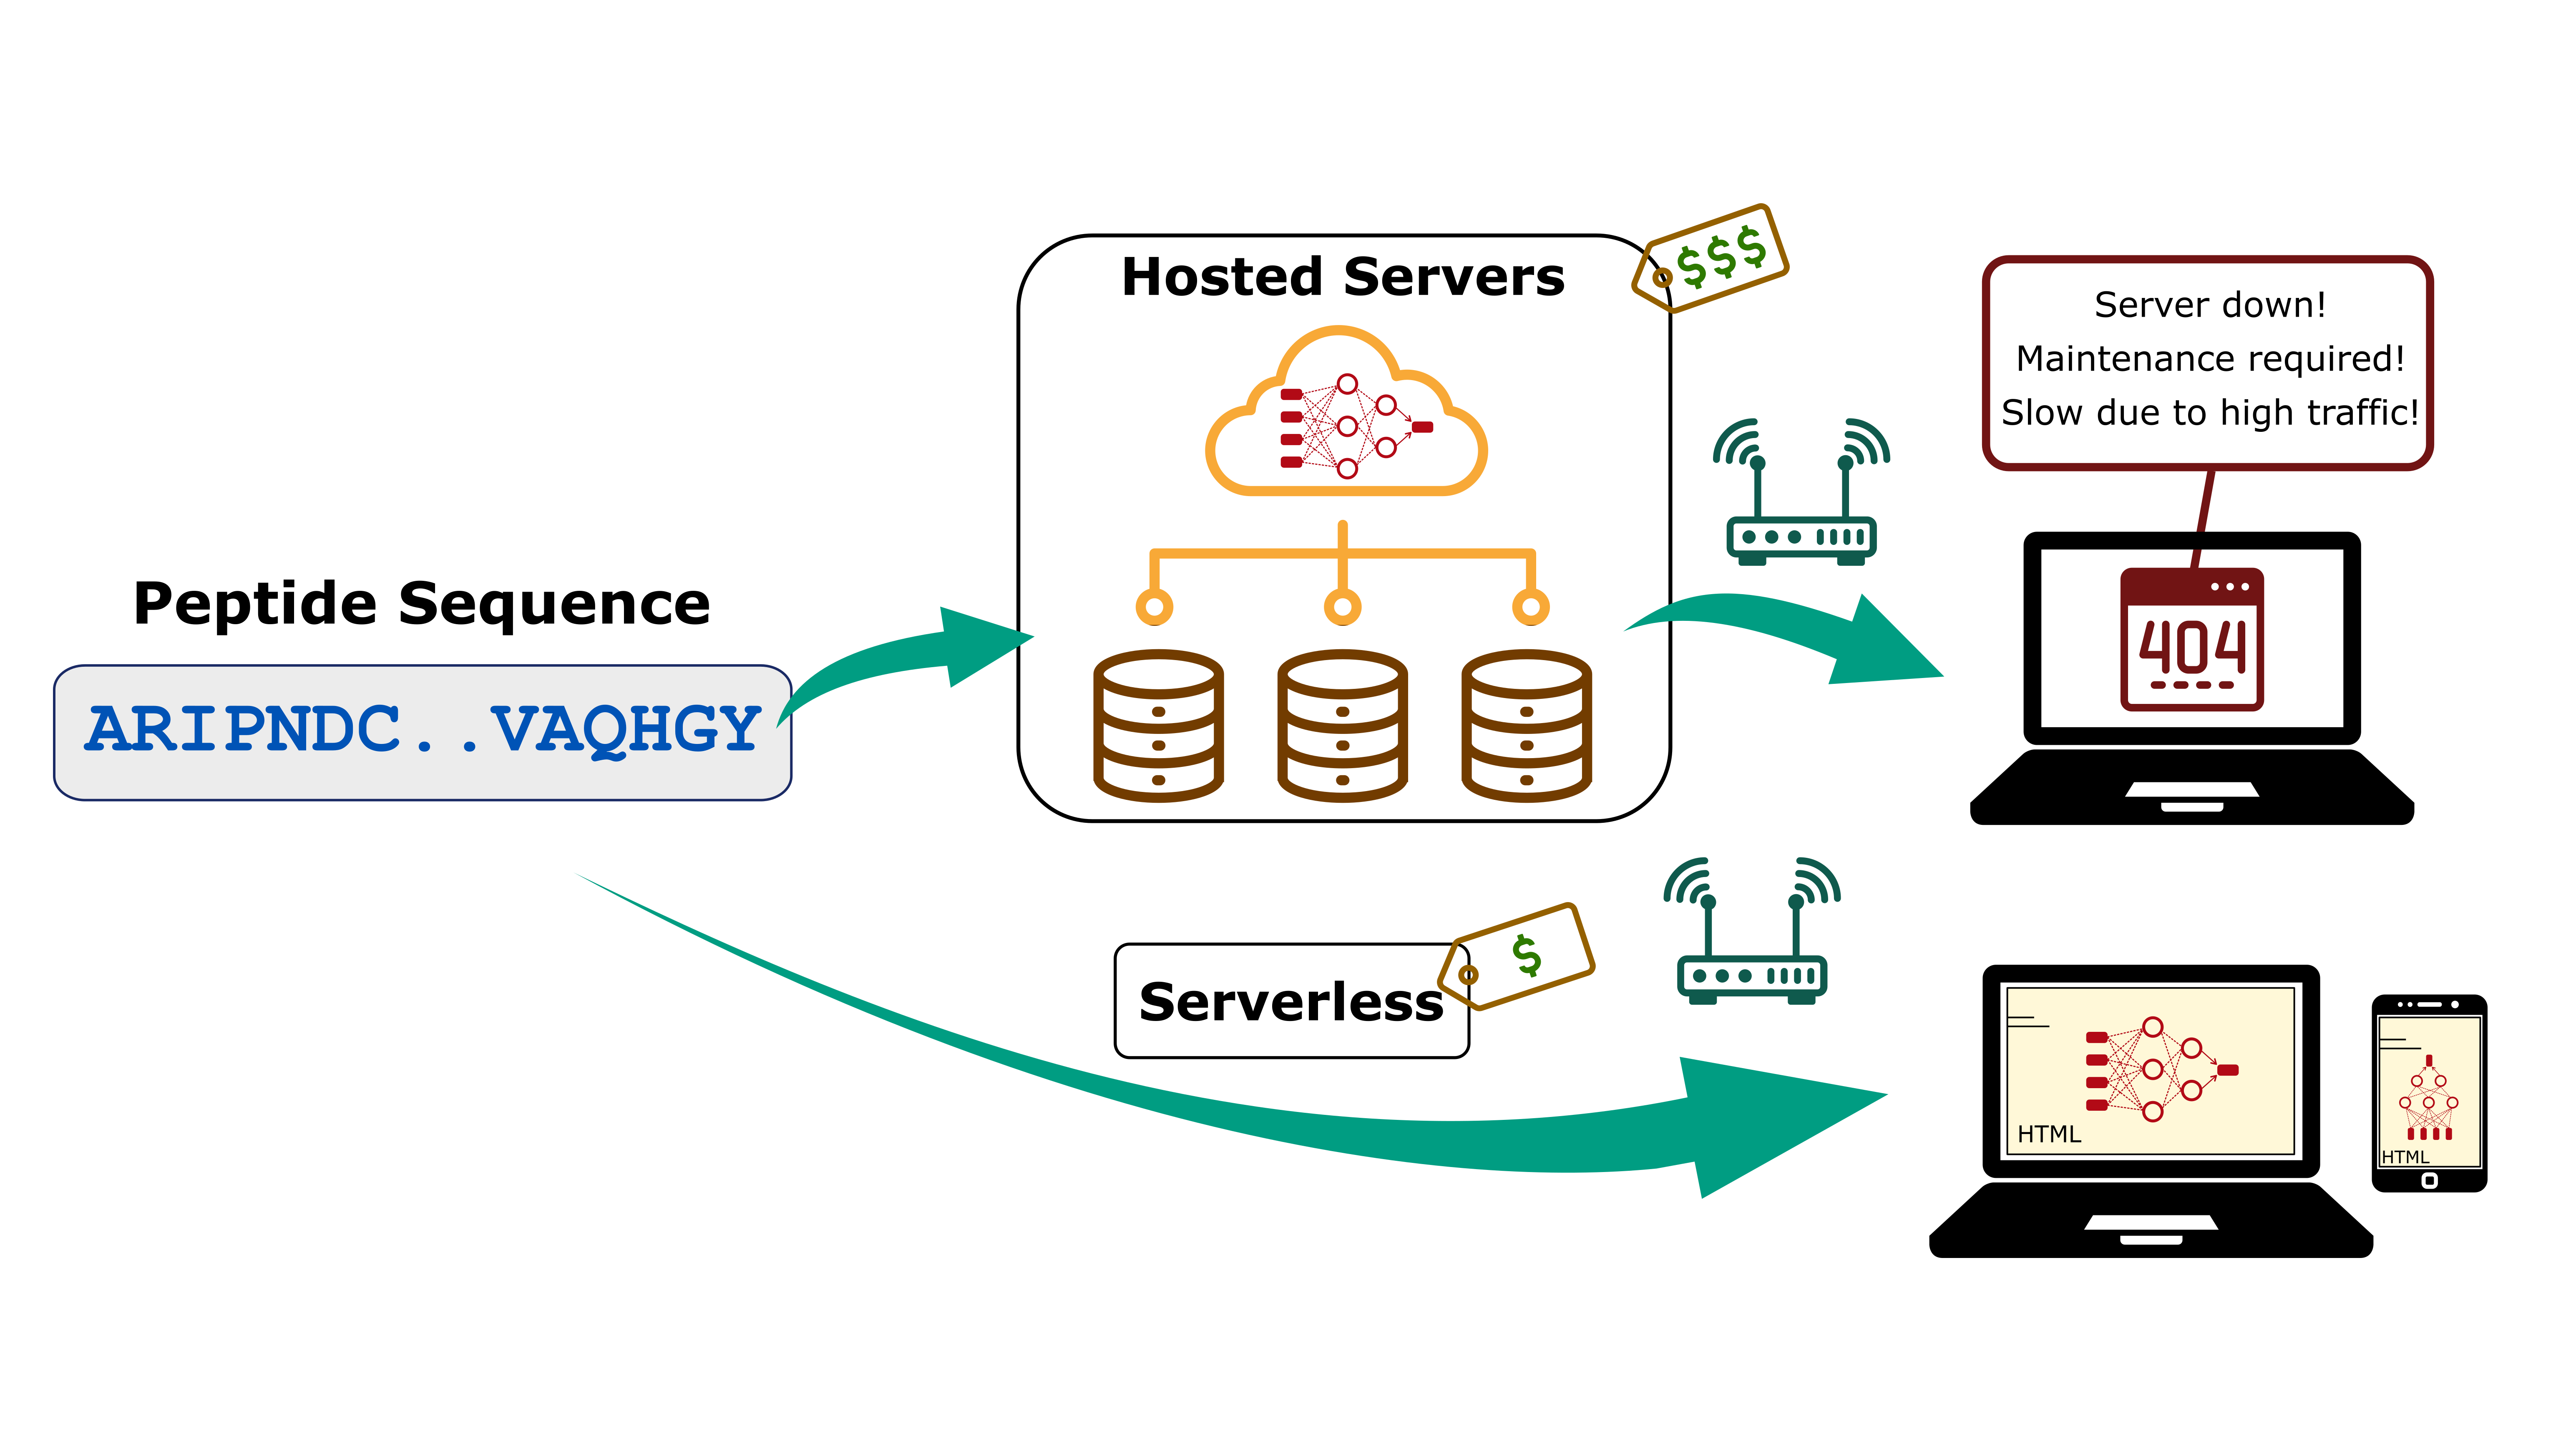 Peptide Sequence
ARIPNDC..VAQHGY
Hosted Servers
$$$
Server down!
Maintenance required!
Slow due to high traffic!
404
Serverless
$
HTML
HTML